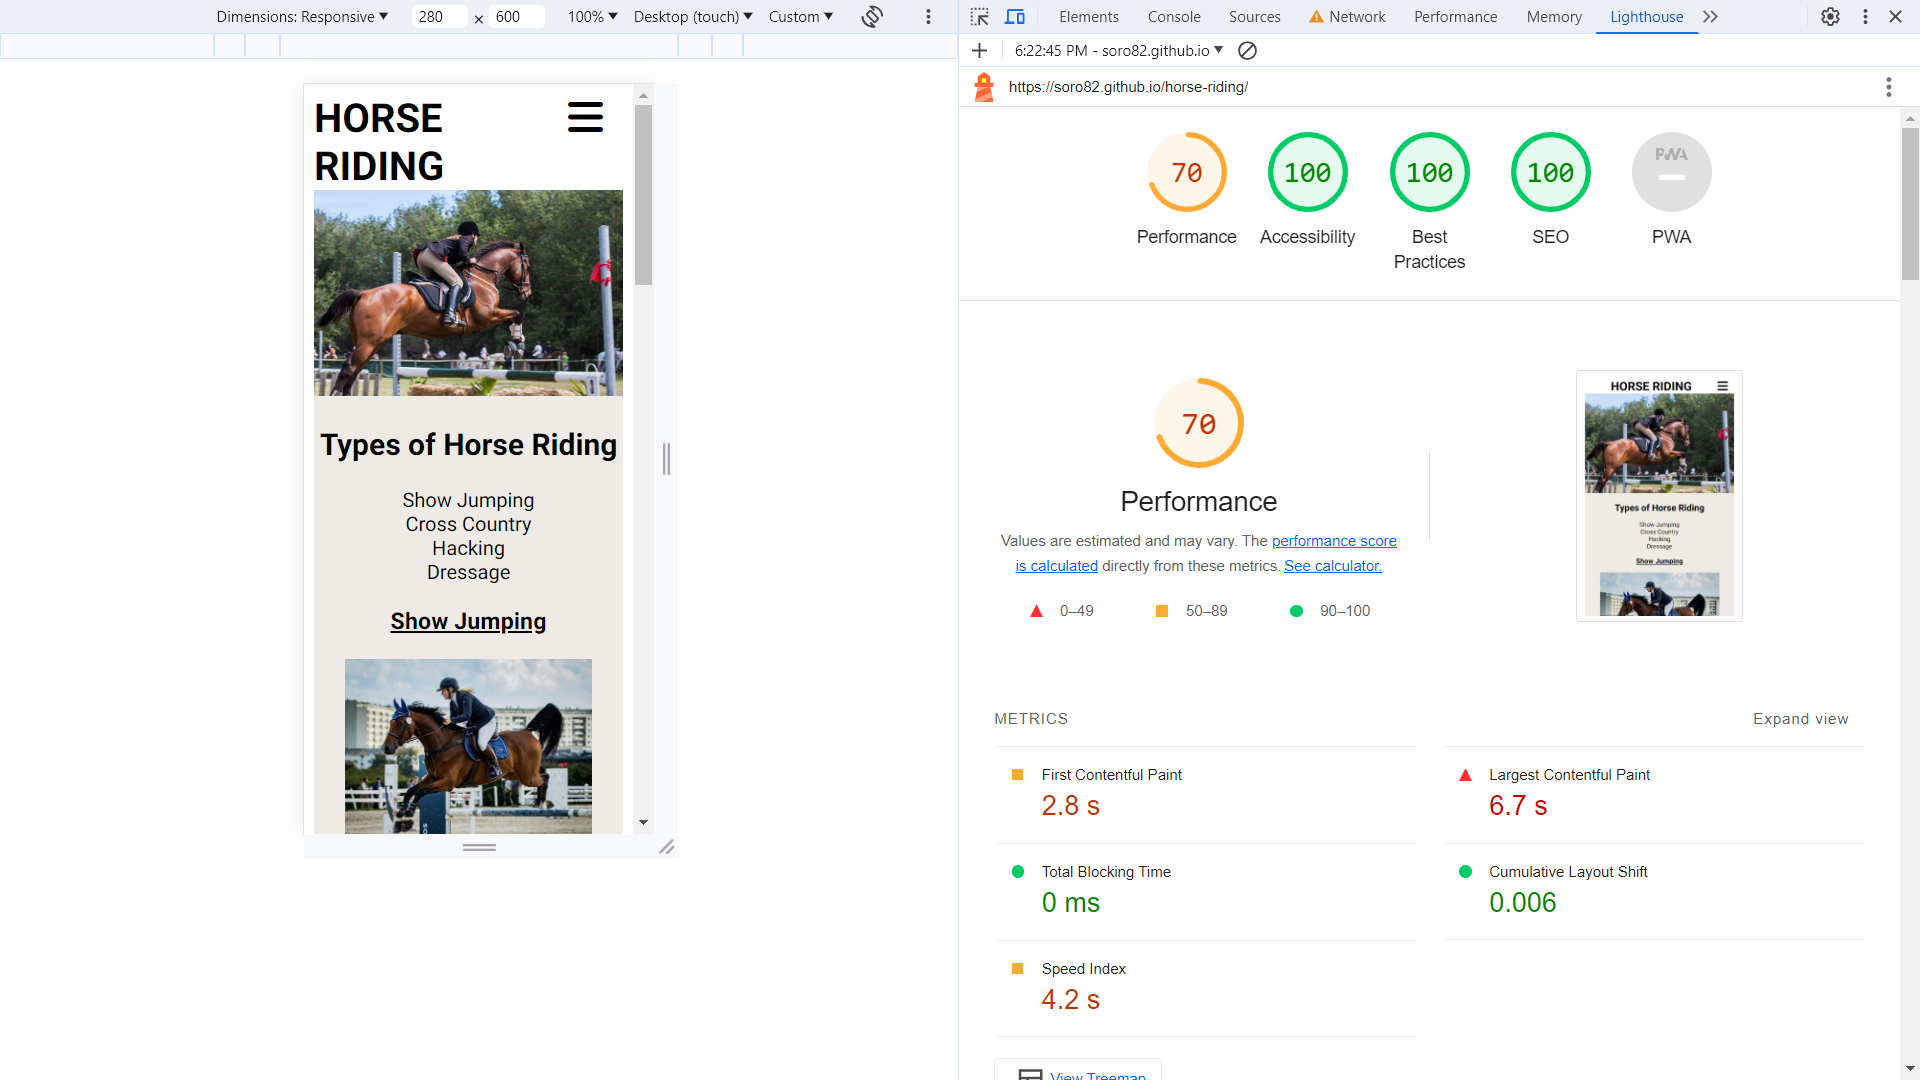 Dimensions: Responsive 280 × 600 100% Desktop (touch) Custom
Elements Console Sources Network Performance Memory Lighthouse
6:22:45 PM - soro82.github.io
https://soro82.github.io/horse-riding/
HORSE
RIDING
Types of Horse Riding
Show Jumping
Cross Country
Hacking
Dressage
Show Jumping
70 100 100 100 PWA
Performance Accessibility Best Practices SEO PWA
70
Performance
Values are estimated and may vary. The performance score
is calculated directly from these metrics. See calculator.
0–49 50–89 90–100
HORSE RIDING
Types of Horse Riding
Show Jumping
Cross Country
Hacking
Dressage
Show Jumping
METRICS Expand view
First Contentful Paint
2.8 s
Largest Contentful Paint
6.7 s
Total Blocking Time
0 ms
Cumulative Layout Shift
0.006
Speed Index
4.2 s
View Treemap